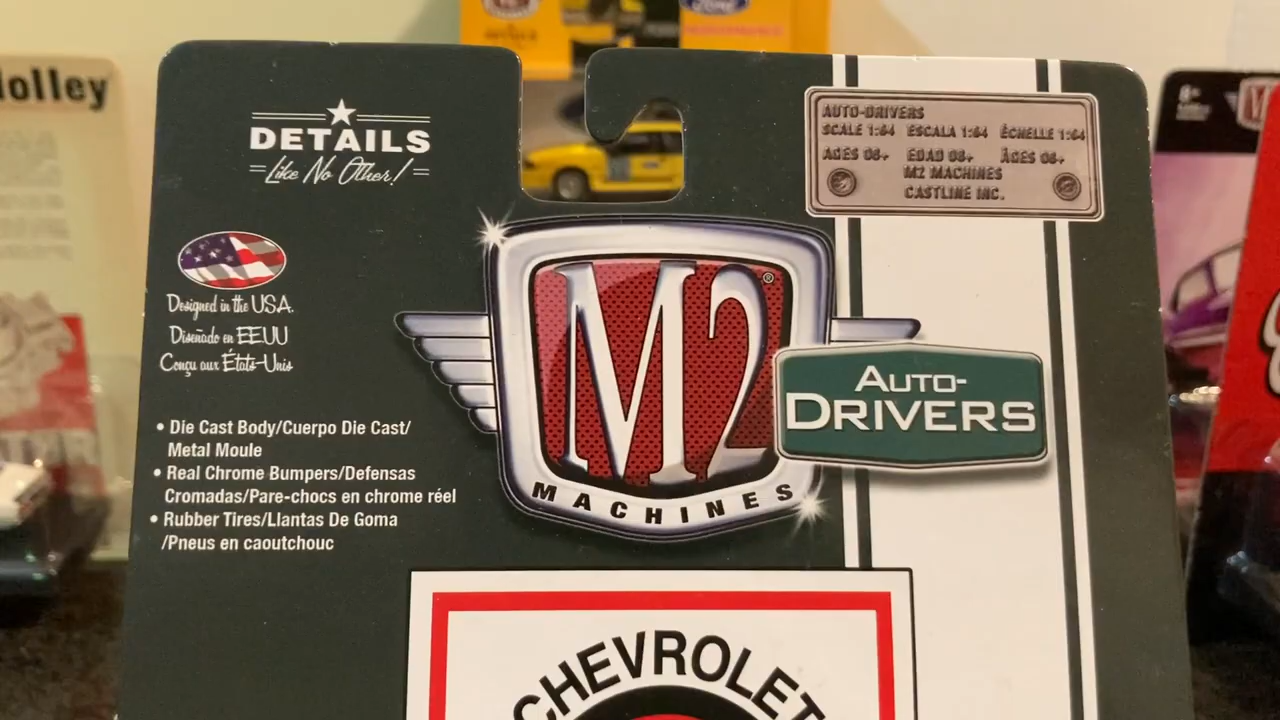 Holley
DETAILS
Like No Other!
AUTO-DRIVERS
SCALE 1:64 ESCALA 1:64 ÉCHELLE 1:64
AGES 08+ EDAD 08+ ÂGES 08+
M2 MACHINES
CASTLINE INC.
Designed in the USA.
Diseñado en EEUU
Conçu aux États-Unis
M2®
MACHINES
AUTO-
DRIVERS
• Die Cast Body/Cuerpo Die Cast/
Metal Moule
• Real Chrome Bumpers/Defensas
Cromadas/Pare-chocs en chrome réel
• Rubber Tires/Llantas De Goma
/Pneus en caoutchouc
CHEVROLET